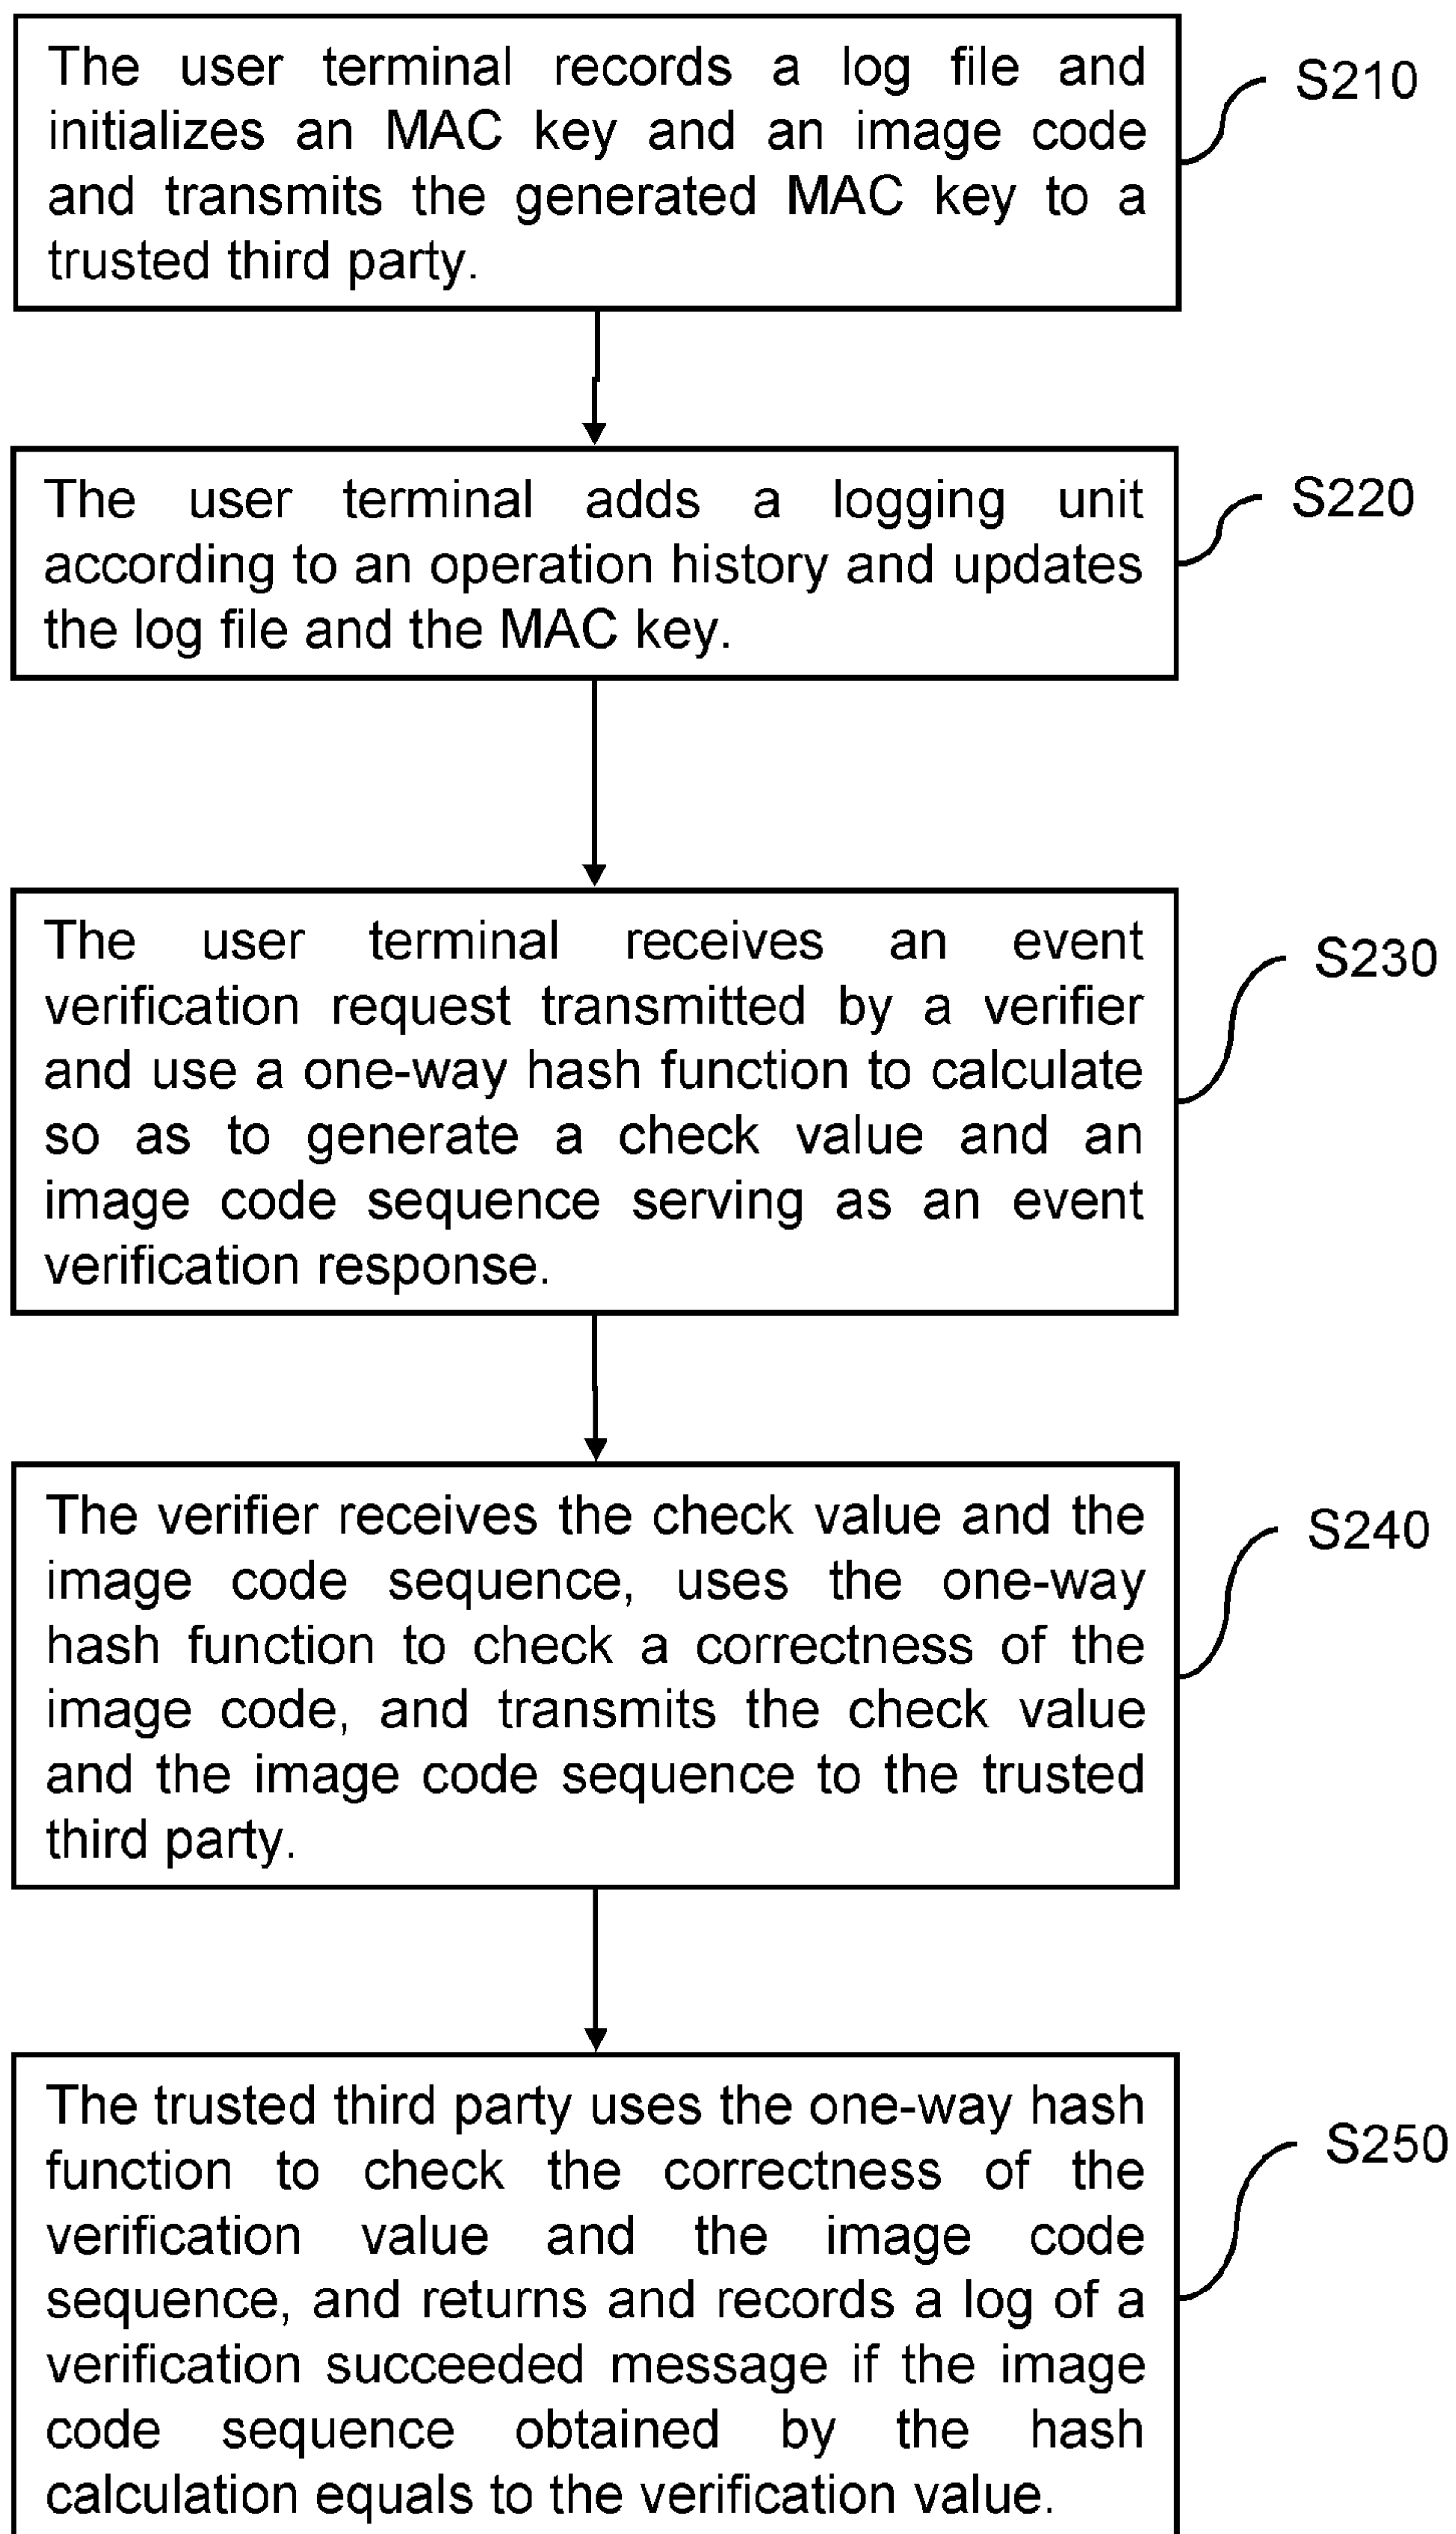 The user terminal records a log file and
initializes an MAC key and an image code
and transmits the generated MAC key to a
trusted third party.
S210
The user terminal adds a logging unit
according to an operation history and updates
the log file and the MAC key.
S220
The user terminal receives an event
verification request transmitted by a verifier
and use a one-way hash function to calculate
so as to generate a check value and an
image code sequence serving as an event
verification response.
S230
The verifier receives the check value and the
image code sequence, uses the one-way
hash function to check a correctness of the
image code, and transmits the check value
and the image code sequence to the trusted
third party.
S240
The trusted third party uses the one-way hash
function to check the correctness of the
verification value and the image code
sequence, and returns and records a log of a
verification succeeded message if the image
code sequence obtained by the hash
calculation equals to the verification value.
S250